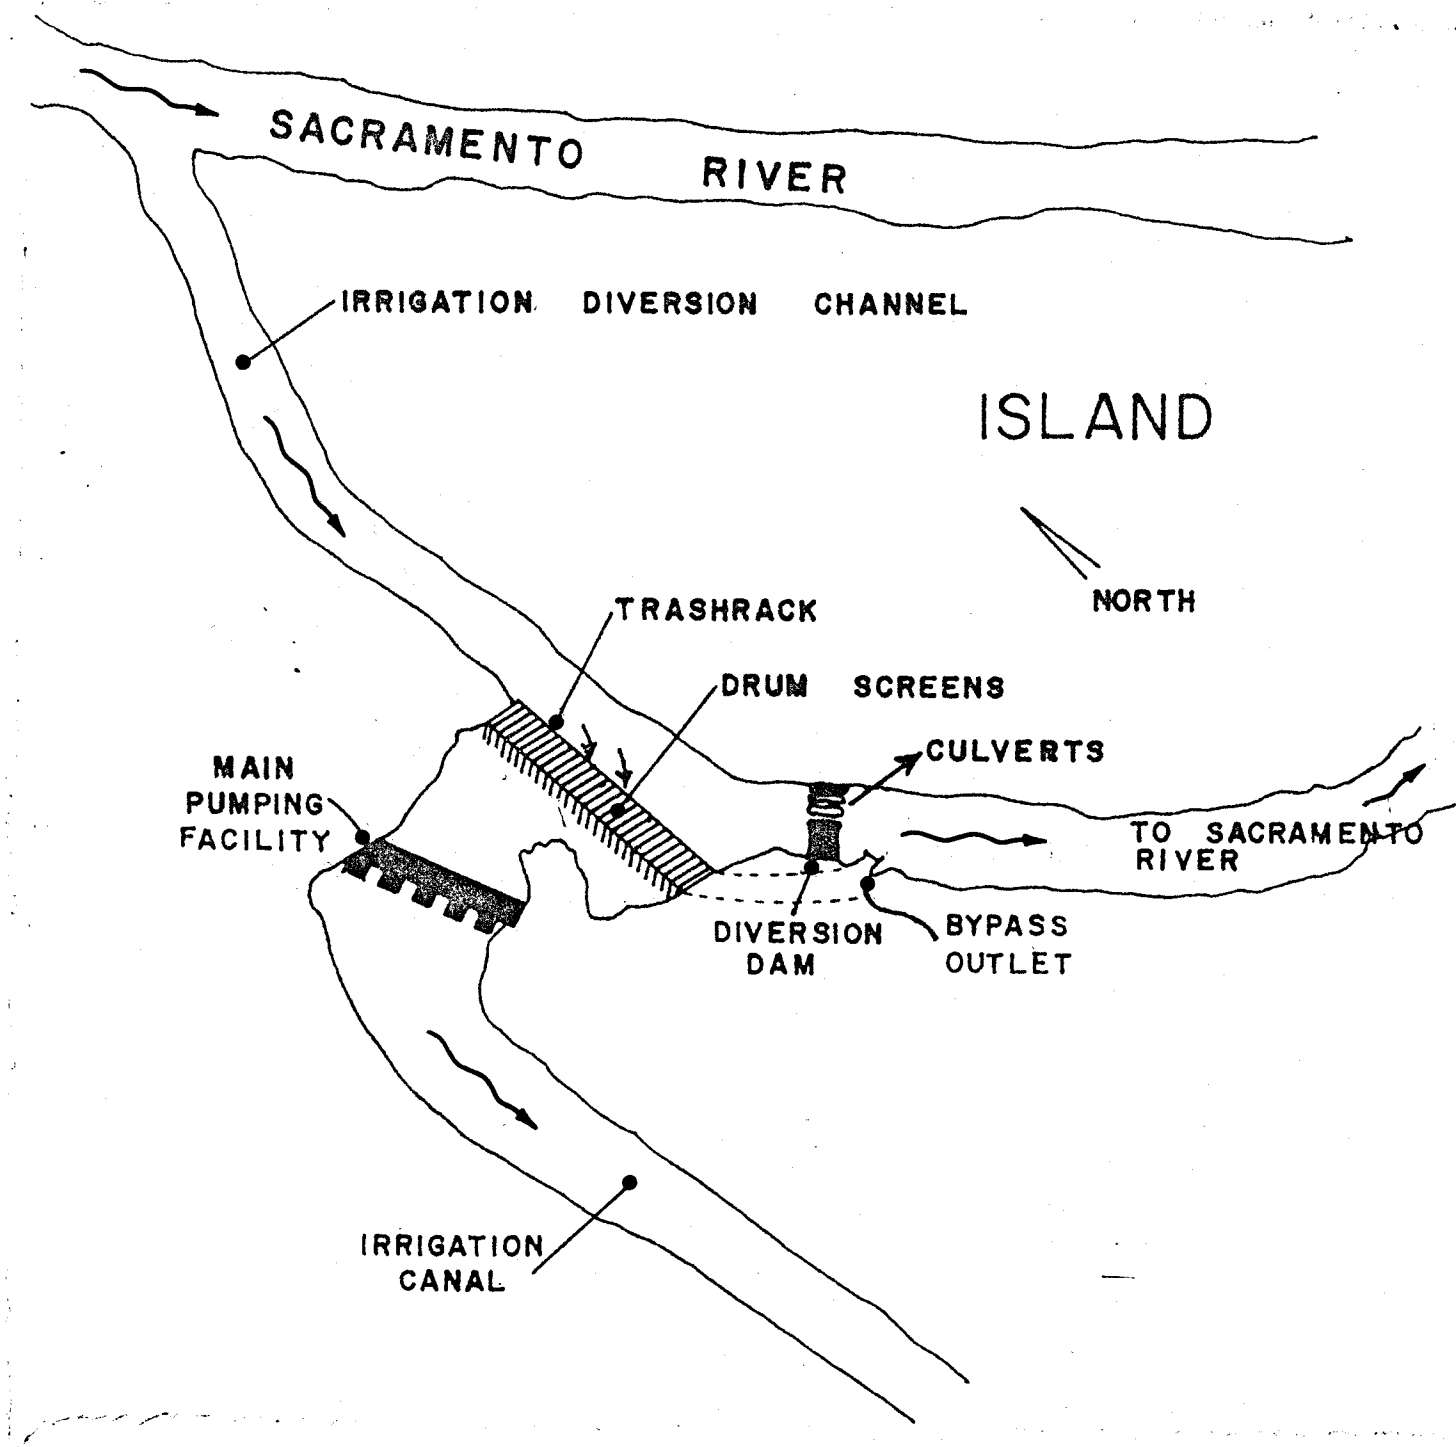 SACRAMENTO RIVER
IRRIGATION DIVERSION CHANNEL
ISLAND
NORTH
TRASHRACK
DRUM SCREENS
CULVERTS
MAIN
PUMPING
FACILITY
TO SACRAMENTO
RIVER
DIVERSION
DAM
BYPASS
OUTLET
IRRIGATION
CANAL